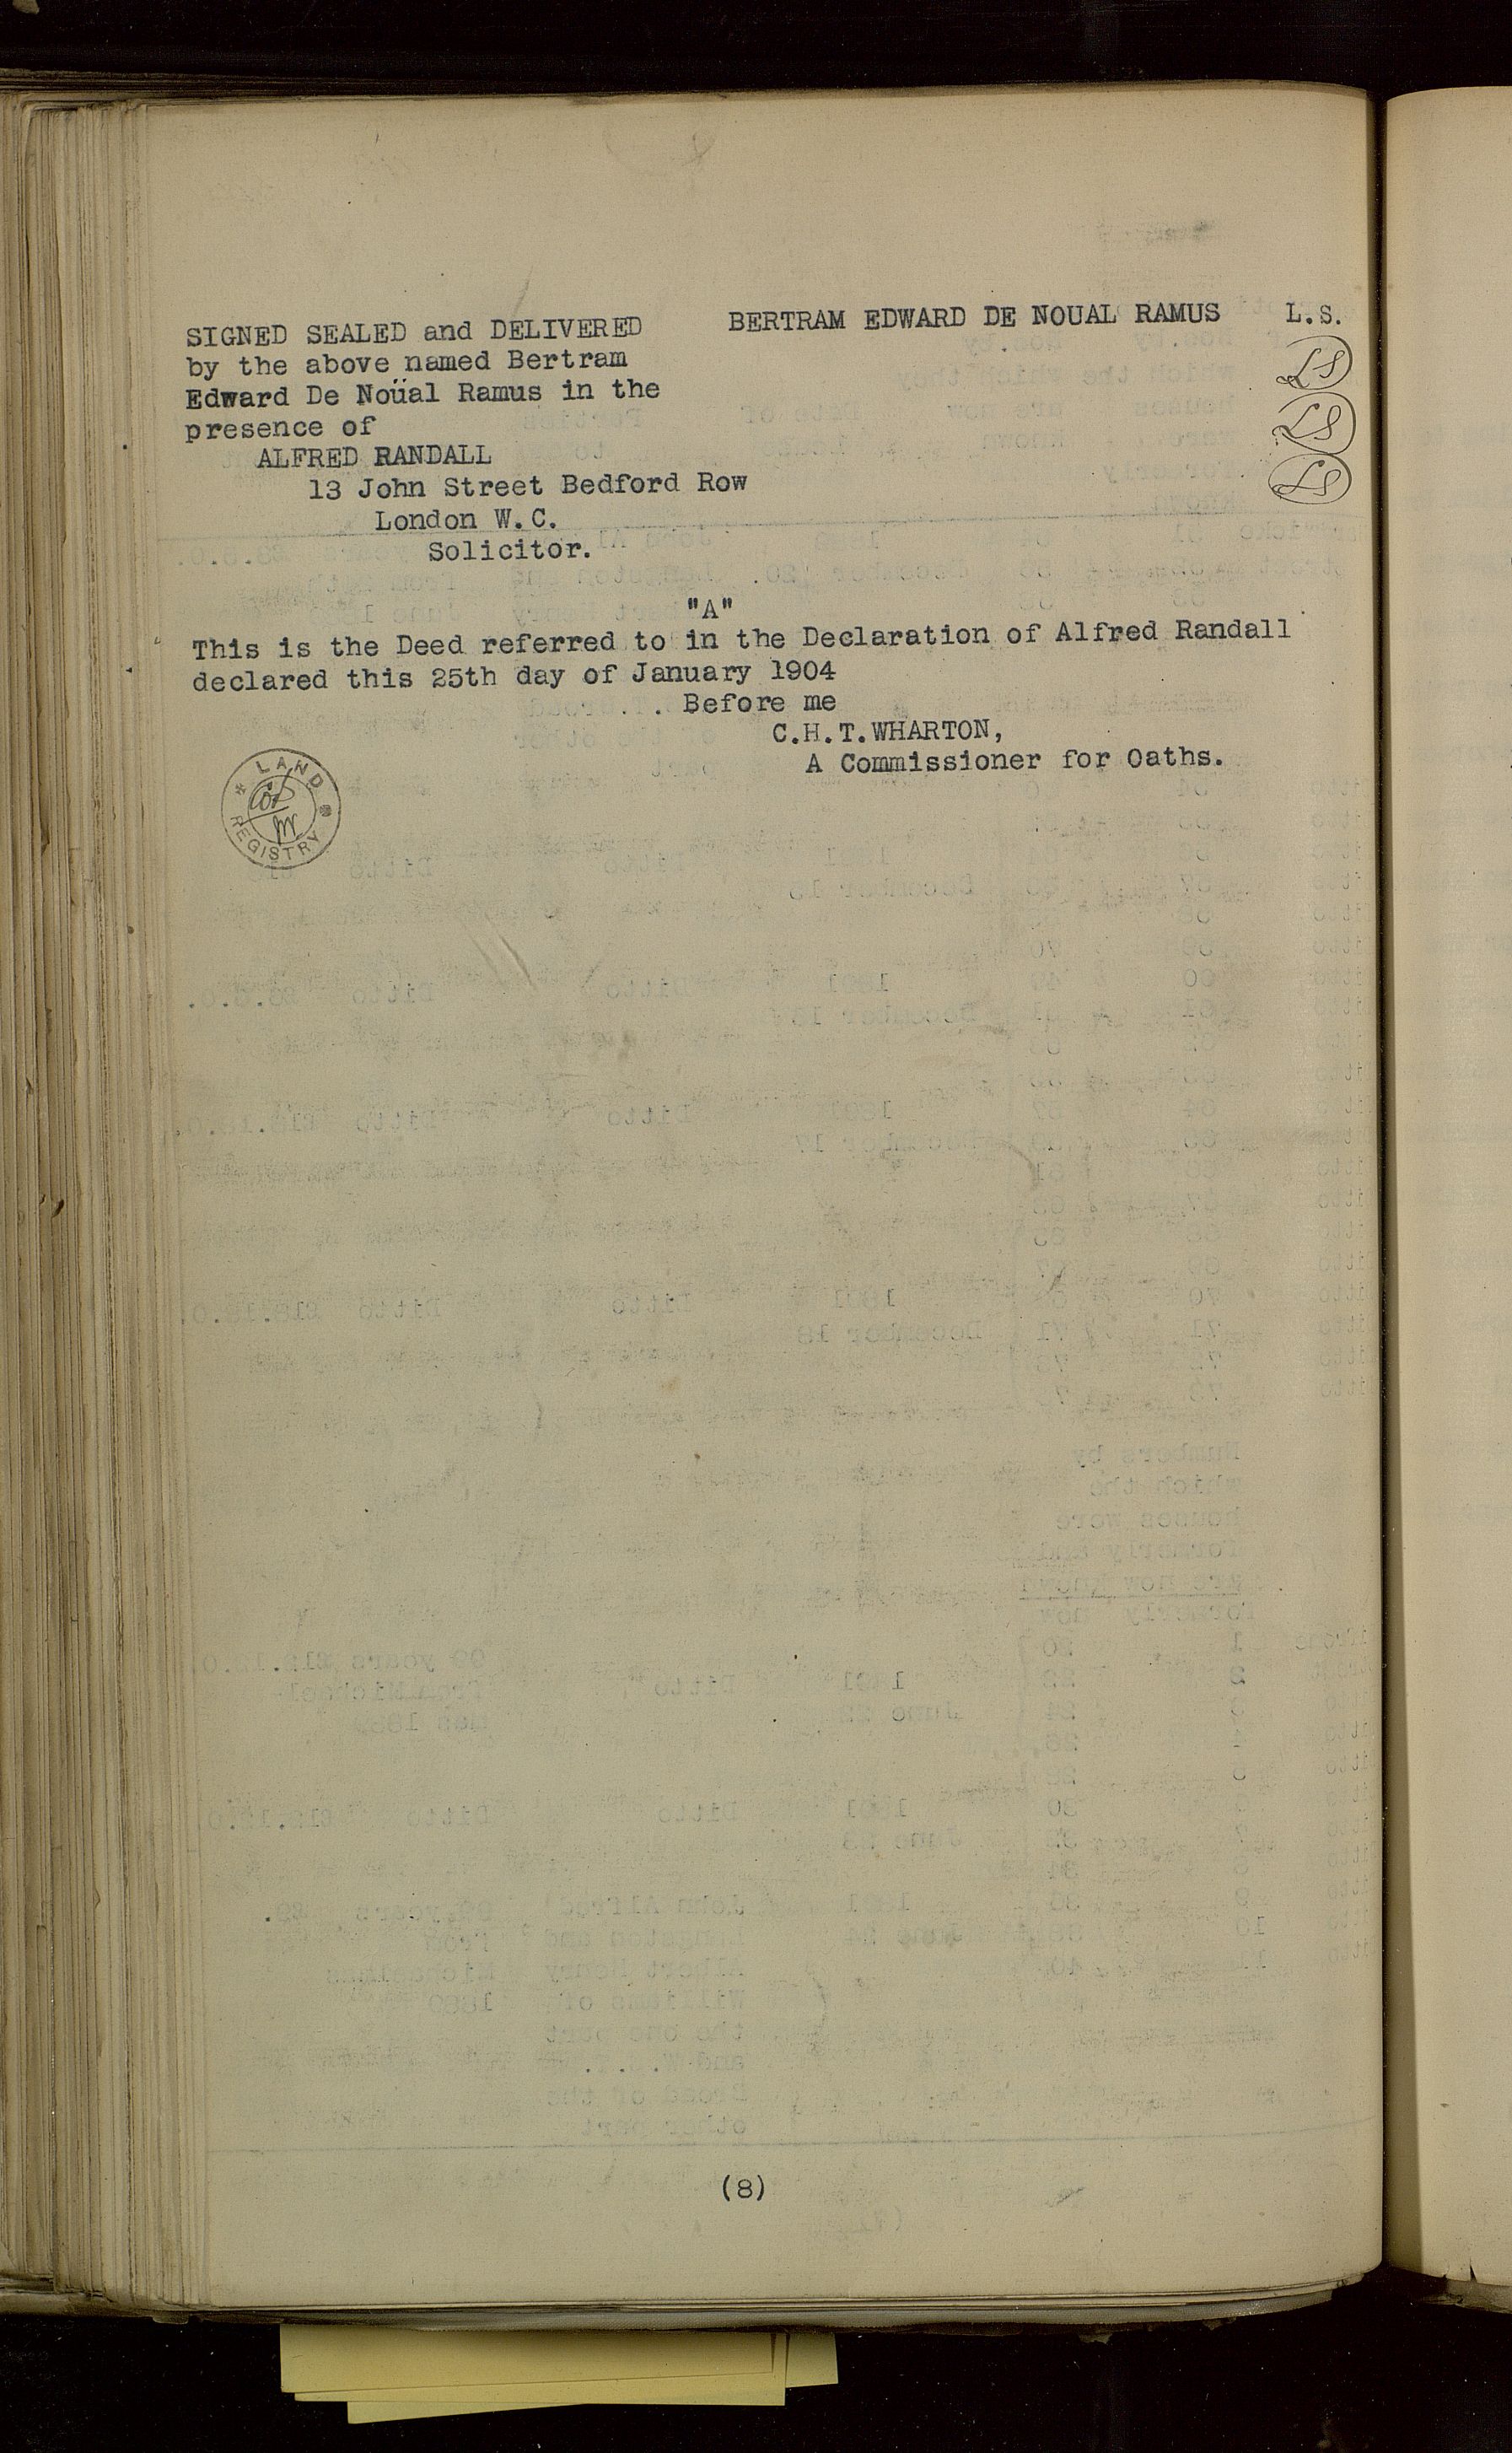 SIGNED SEALED and DELIVERED
by the above named Bertram
Edward De Noüal Ramus in the
presence of
ALFRED RANDALL
13 John Street Bedford Row
London W.C.
Solicitor.
BERTRAM EDWARD DE NOUAL RAMUS L.S.
LS
LS
LS
"A"
This is the Deed referred to in the Declaration of Alfred Randall
declared this 25th day of January 1904
Before me
C.H.T.WHARTON,
A Commissioner for Oaths.
LAND REGISTRY
(8)